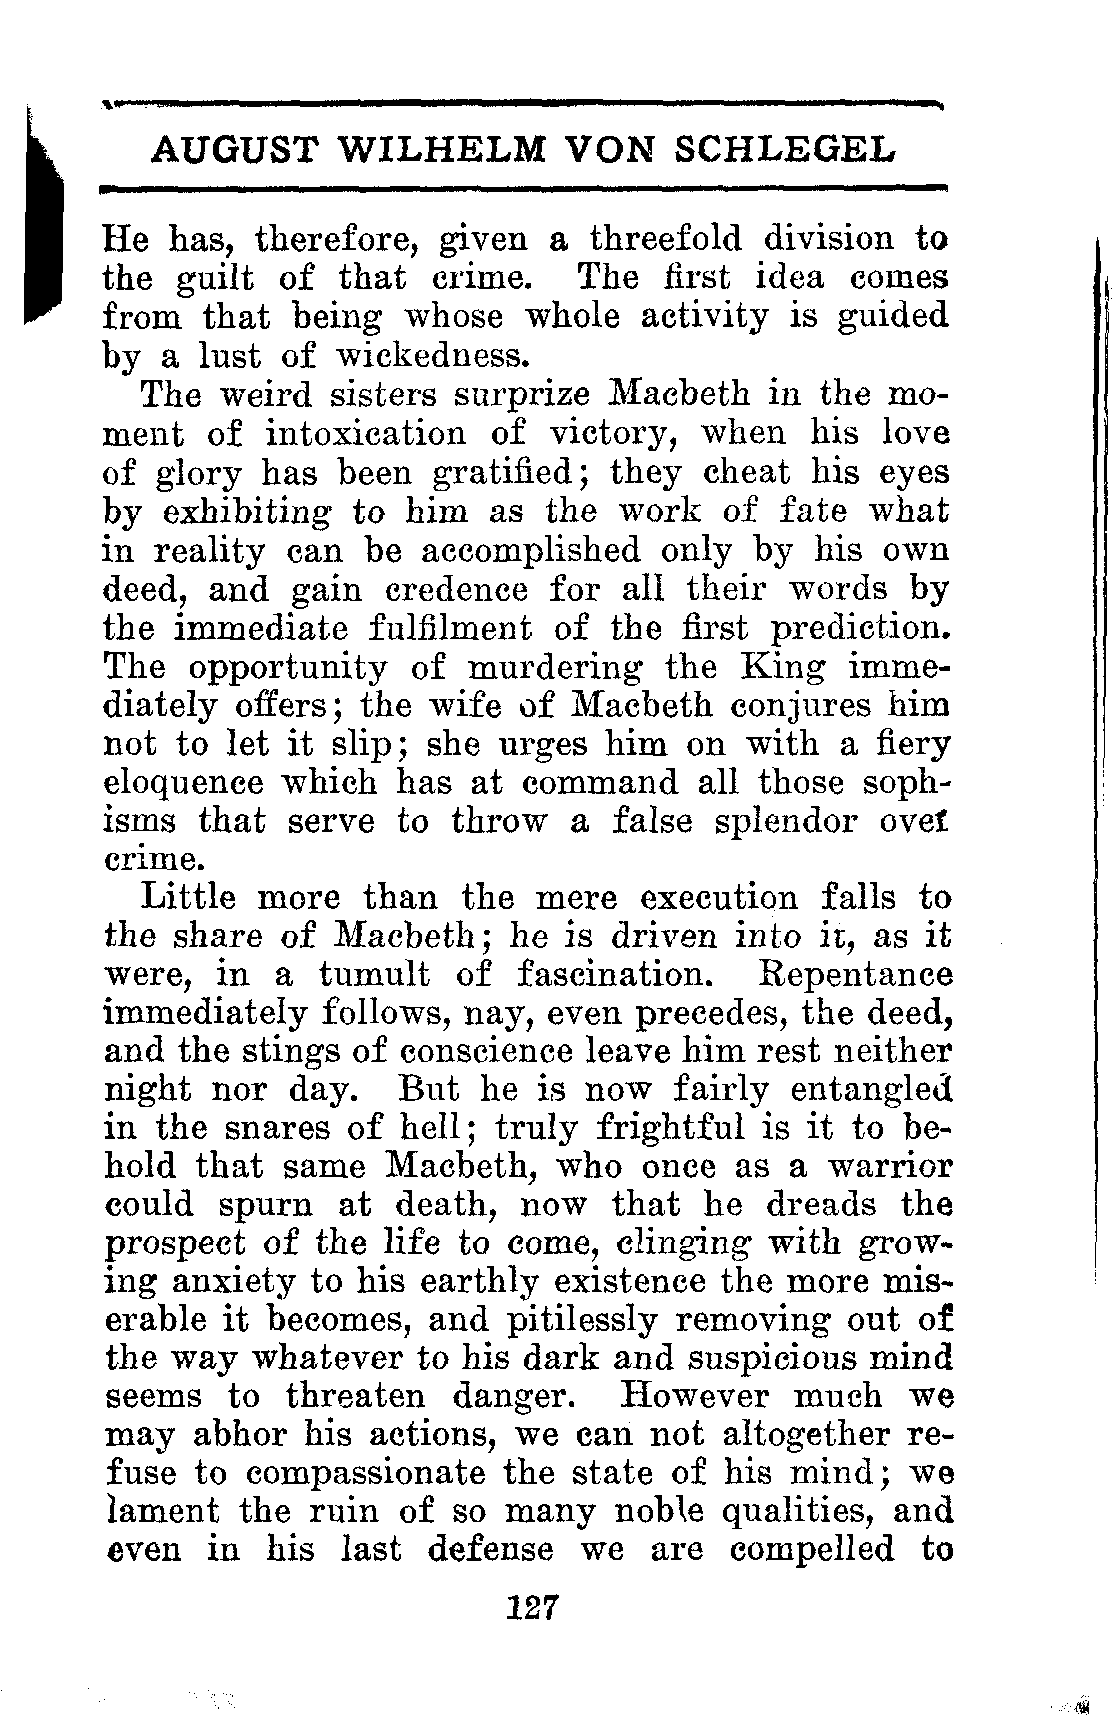 AUGUST WILHELM VON SCHLEGEL
He has, therefore, given a threefold division to
the guilt of that crime. The first idea comes
from that being whose whole activity is guided
by a lust of wickedness.
The weird sisters surprize Macbeth in the mo-
ment of intoxication of victory, when his love
of glory has been gratified; they cheat his eyes
by exhibiting to him as the work of fate what
in reality can be accomplished only by his own
deed, and gain credence for all their words by
the immediate fulfilment of the first prediction.
The opportunity of murdering the King imme-
diately offers; the wife of Macbeth conjures him
not to let it slip; she urges him on with a fiery
eloquence which has at command all those soph-
isms that serve to throw a false splendor over
crime.
Little more than the mere execution falls to
the share of Macbeth; he is driven into it, as it
were, in a tumult of fascination. Repentance
immediately follows, nay, even precedes, the deed,
and the stings of conscience leave him rest neither
night nor day. But he is now fairly entangled
in the snares of hell; truly frightful is it to be-
hold that same Macbeth, who once as a warrior
could spurn at death, now that he dreads the
prospect of the life to come, clinging with grow-
ing anxiety to his earthly existence the more mis-
erable it becomes, and pitilessly removing out of
the way whatever to his dark and suspicious mind
seems to threaten danger. However much we
may abhor his actions, we can not altogether re-
fuse to compassionate the state of his mind; we
lament the ruin of so many noble qualities, and
even in his last defense we are compelled to
127